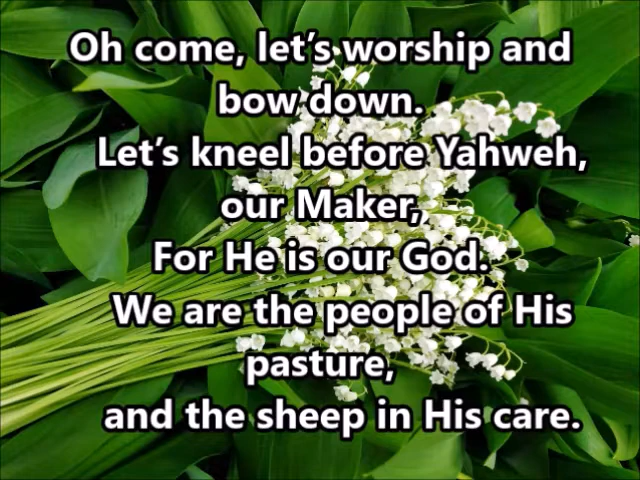 Oh come, let’s worship and
bow down.
Let’s kneel before Yahweh,
our Maker,
For He is our God.
We are the people of His
pasture,
and the sheep in His care.